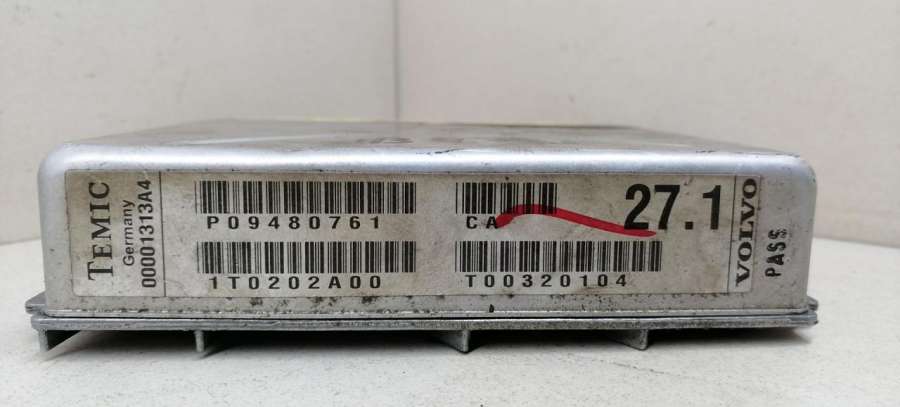 TEMIC
Germany
00001313A4
P09480761
CA
27.1
1T0202A00
T00320104
VOLVO
PASS